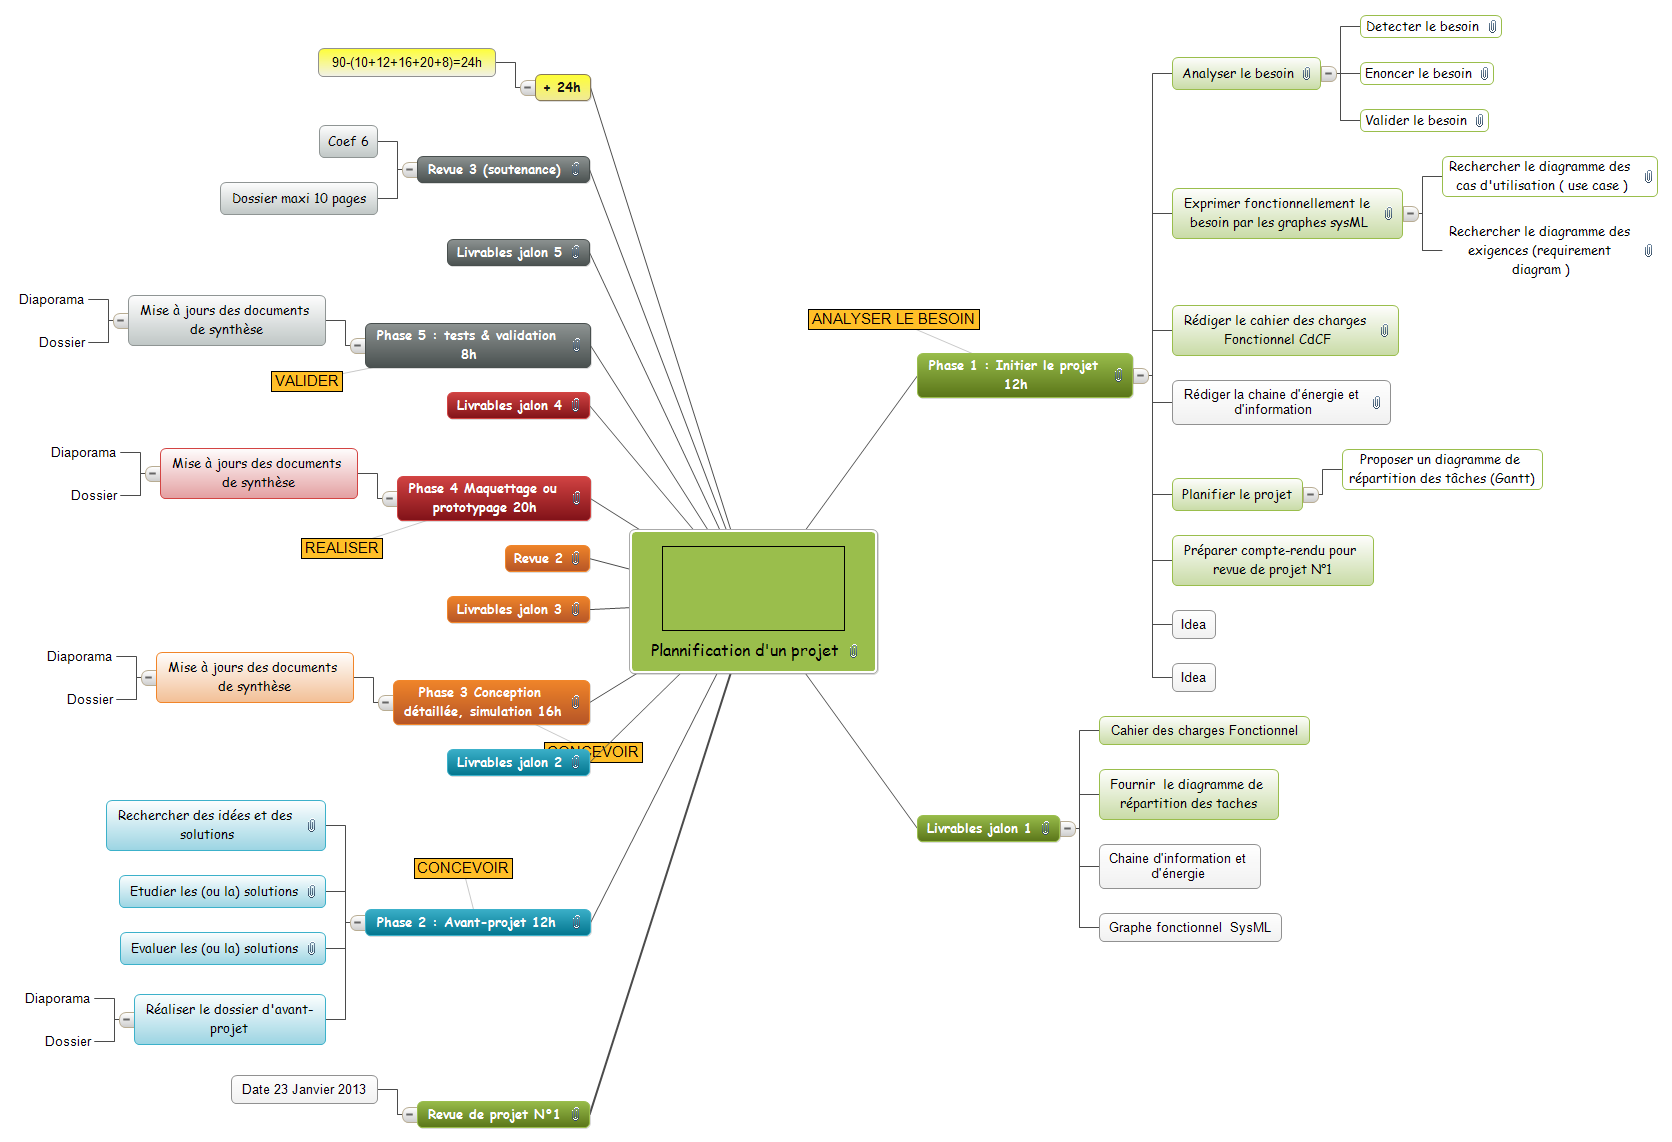 90-(10+12+16+20+8)=24h
+ 24h
Coef 6
Revue 3 (soutenance)
Dossier maxi 10 pages
Livrables jalon 5
Diaporama
Mise à jours des documents
de synthèse
Dossier
Phase 5 : tests & validation
8h
VALIDER
Livrables jalon 4
Diaporama
Mise à jours des documents
de synthèse
Dossier
Phase 4 Maquettage ou
prototypage 20h
REALISER
Revue 2
Livrables jalon 3
Diaporama
Mise à jours des documents
de synthèse
Dossier
Phase 3 Conception
détaillée, simulation 16h
CONCEVOIR
Livrables jalon 2
Rechercher des idées et des
solutions
Etudier les (ou la) solutions
CONCEVOIR
Phase 2 : Avant-projet 12h
Evaluer les (ou la) solutions
Diaporama
Réaliser le dossier d'avant-
projet
Dossier
Date 23 Janvier 2013
Revue de projet N°1
Plannification d'un projet
ANALYSER LE BESOIN
Phase 1 : Initier le projet
12h
Analyser le besoin
Detecter le besoin
Enoncer le besoin
Valider le besoin
Exprimer fonctionnellement le
besoin par les graphes sysML
Rechercher le diagramme des
cas d'utilisation ( use case )
Rechercher le diagramme des
exigences (requirement
diagram )
Rédiger le cahier des charges
Fonctionnel CdCF
Rédiger la chaine d'énergie et
d'information
Planifier le projet
Proposer un diagramme de
répartition des tâches (Gantt)
Préparer compte-rendu pour
revue de projet N°1
Idea
Idea
Livrables jalon 1
Cahier des charges Fonctionnel
Fournir  le diagramme de
répartition des taches
Chaine d'information et
d'énergie
Graphe fonctionnel  SysML